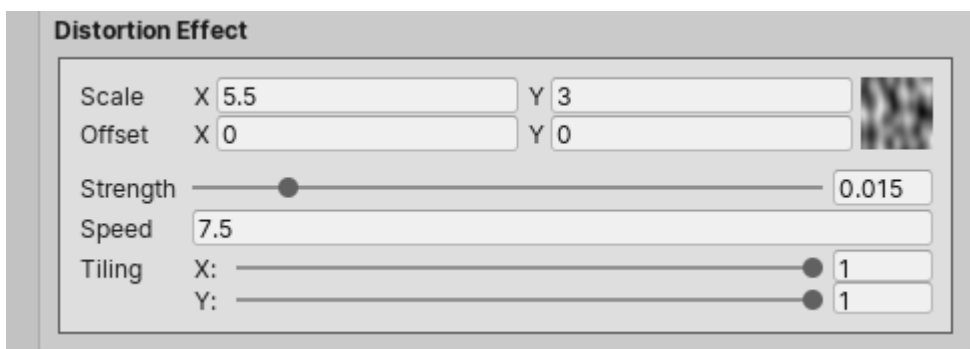 Distortion Effect
Scale X 5.5 Y 3
Offset X 0 Y 0
Strength 0.015
Speed 7.5
Tiling X: 1
Y: 1